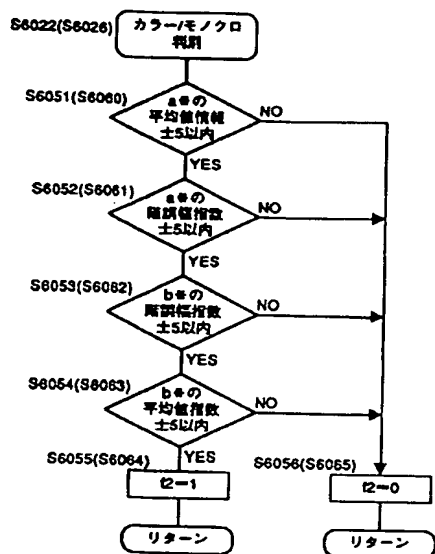 S6022(S6026)
カラー/モノクロ
判別
S6051(S6060)
a*の
平均値情報
±5以内
NO
YES
S6052(S6061)
a*の
階調幅指数
±5以内
NO
YES
S6053(S6062)
b*の
階調幅指数
±5以内
NO
YES
S6054(S6063)
b*の
平均値指数
±5以内
NO
YES
S6055(S6064)
f2=1
S6056(S6065)
f2=0
リターン
リターン